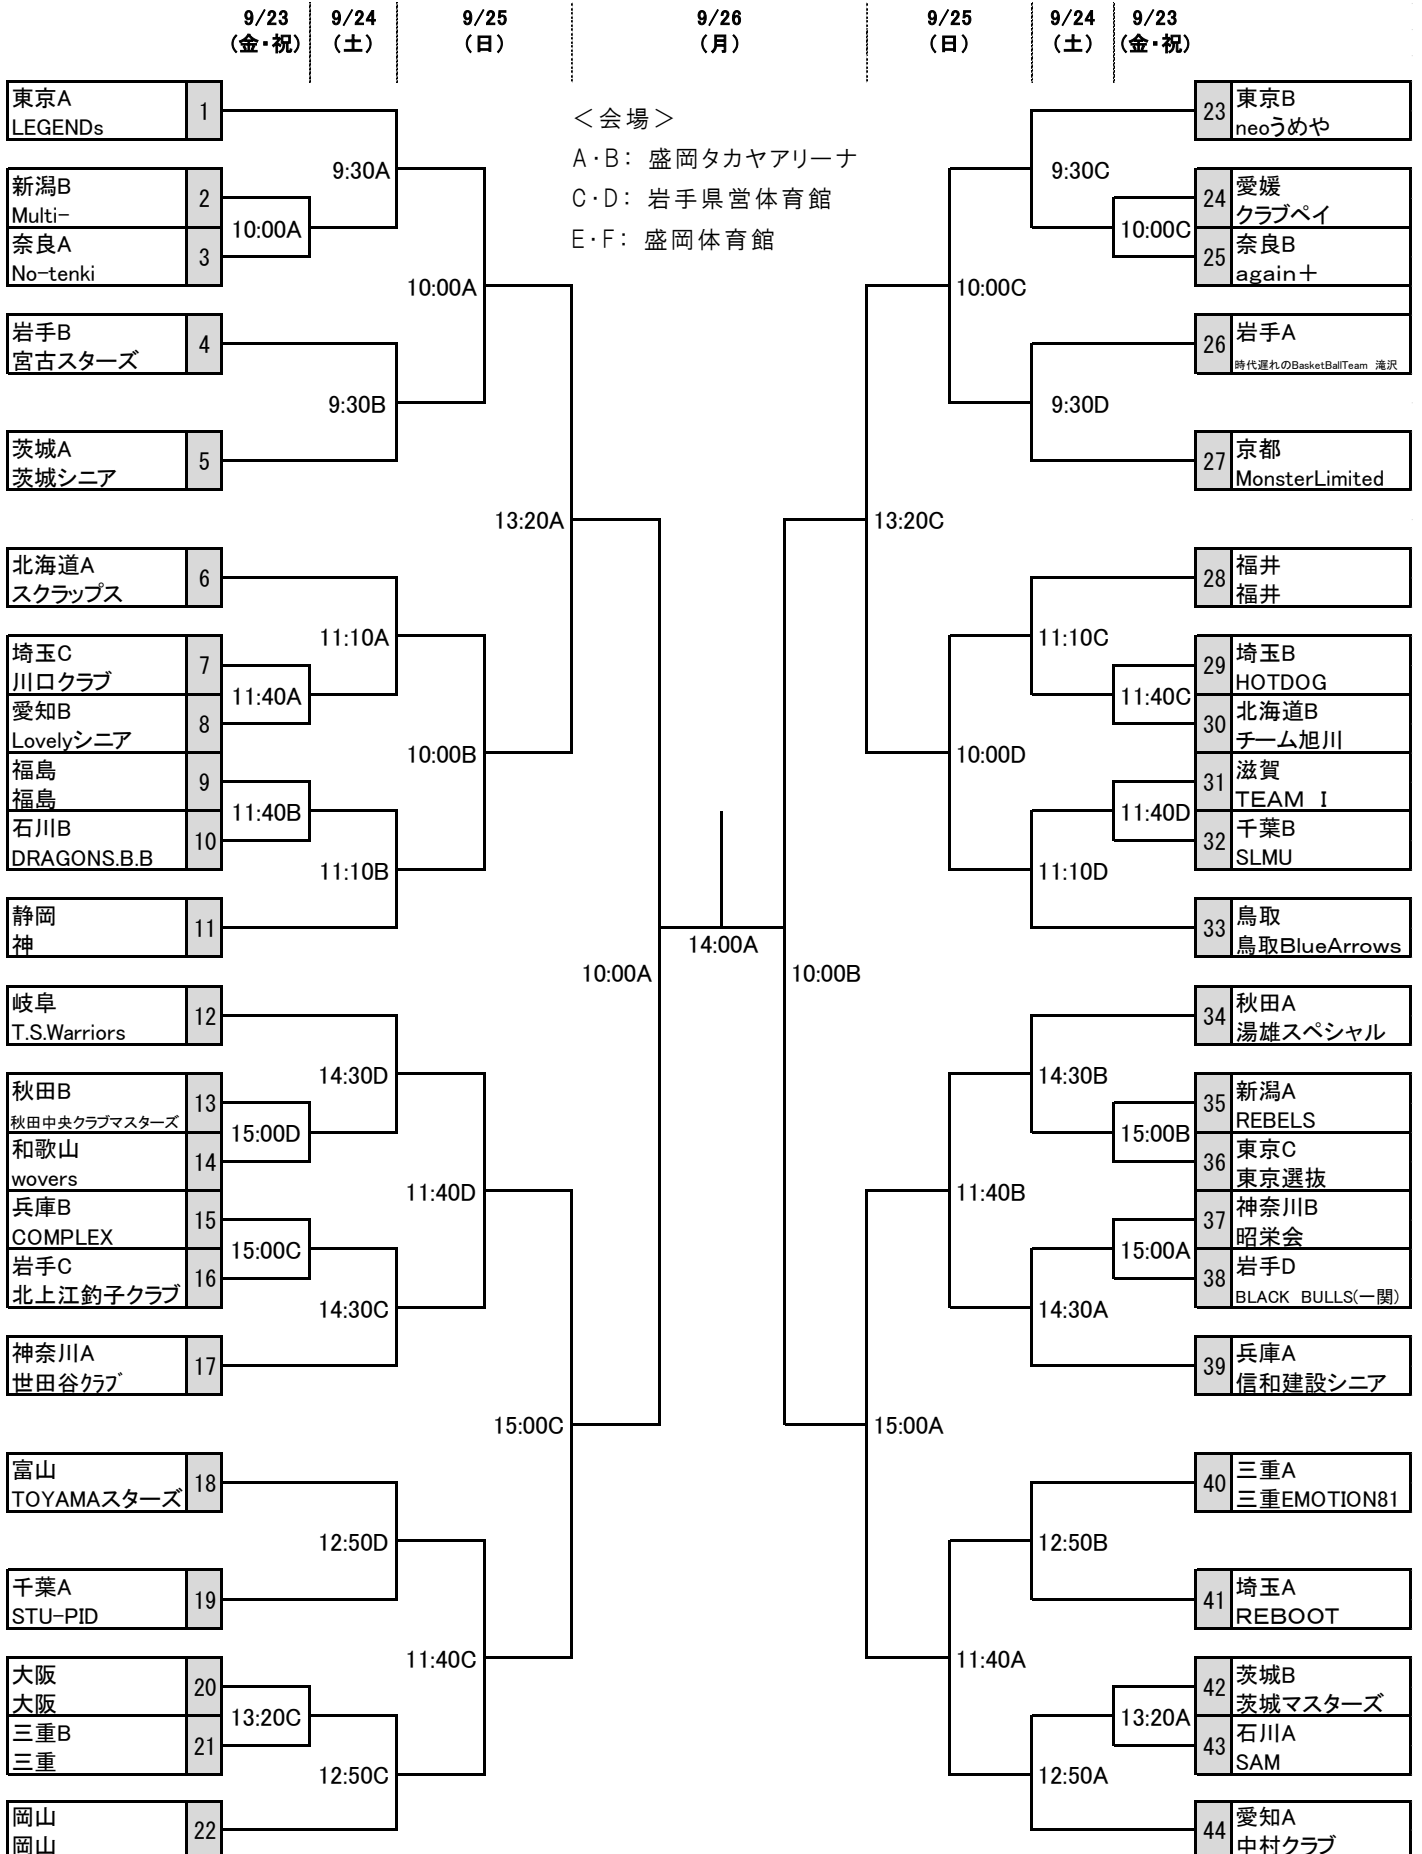 9/23 9/24 9/25 9/26 9/25 9/24 9/23
(金・祝) (土) (日) (月) (日) (土) (金・祝)
＜会場＞
A・B： 盛岡タカヤアリーナ
C・D： 岩手県営体育館
E・F： 盛岡体育館
東京A
LEGENDs
1
新潟B
Multi-
2
奈良A
No-tenki
3
岩手B
宮古スターズ
4
茨城A
茨城シニア
5
北海道A
スクラップス
6
埼玉C
川口クラブ
7
愛知B
Lovelyシニア
8
福島
福島
9
石川B
DRAGONS.B.B
10
静岡
神
11
岐阜
T.S.Warriors
12
秋田B
秋田中央クラブマスターズ
13
和歌山
wovers
14
兵庫B
COMPLEX
15
岩手C
北上江釣子クラブ
16
神奈川A
世田谷ｸﾗﾌﾞ
17
富山
TOYAMAスターズ
18
千葉A
STU-PID
19
大阪
大阪
20
三重B
三重
21
岡山
岡山
22
10:00A
11:40A
11:40B
15:00D
15:00C
13:20C
9:30A
9:30B
11:10A
11:10B
14:30D
14:30C
12:50D
12:50C
10:00A
10:00B
11:40D
11:40C
13:20A
15:00C
10:00A
14:00A
10:00B
13:20C
15:00A
10:00C
10:00D
11:40B
11:40A
9:30C
9:30D
11:10C
11:10D
14:30B
14:30A
12:50B
12:50A
10:00C
11:40C
11:40D
15:00B
15:00A
13:20A
23
東京B
neoうめや
24
愛媛
クラブペイ
25
奈良B
again＋
26
岩手A
時代遅れのBasketBallTeam 滝沢
27
京都
MonsterLimited
28
福井
福井
29
埼玉B
HOTDOG
30
北海道B
チーム旭川
31
滋賀
TEAM I
32
千葉B
SLMU
33
鳥取
鳥取BlueArrows
34
秋田A
湯雄スペシャル
35
新潟A
REBELS
36
東京C
東京選抜
37
神奈川B
昭栄会
38
岩手D
BLACK BULLS(一関)
39
兵庫A
信和建設シニア
40
三重A
三重EMOTION81
41
埼玉A
REBOOT
42
茨城B
茨城マスターズ
43
石川A
SAM
44
愛知A
中村クラブ